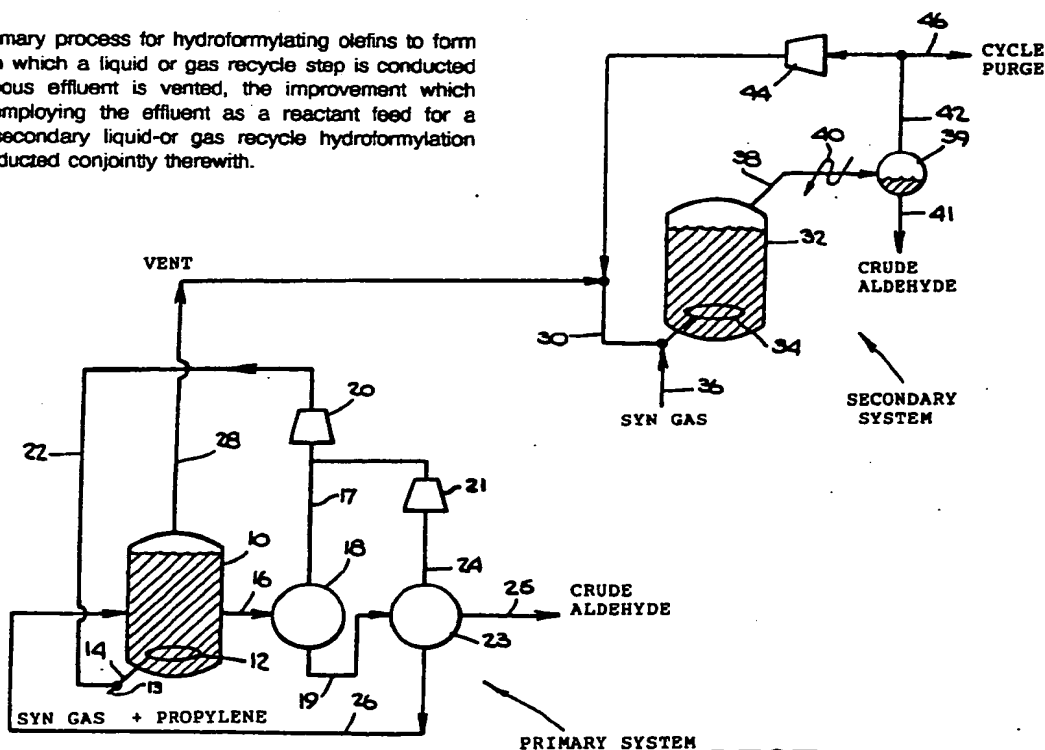 mary process for hydroformylating olefins to form
which a liquid or gas recycle step is conducted
ous effluent is vented, the improvement which
employing the effluent as a reactant feed for a
secondary liquid-or gas recycle hydroformylation
ducted conjointly therewith.
46
CYCLE
PURGE
44
42
39
40
38
41
32
CRUDE
ALDEHYDE
VENT
30
34
36
SYN GAS
SECONDARY
SYSTEM
20
22
28
17
21
10
18
24
16
25
CRUDE
ALDEHYDE
23
14
12
13
19
SYN GAS + PROPYLENE
26
PRIMARY SYSTEM